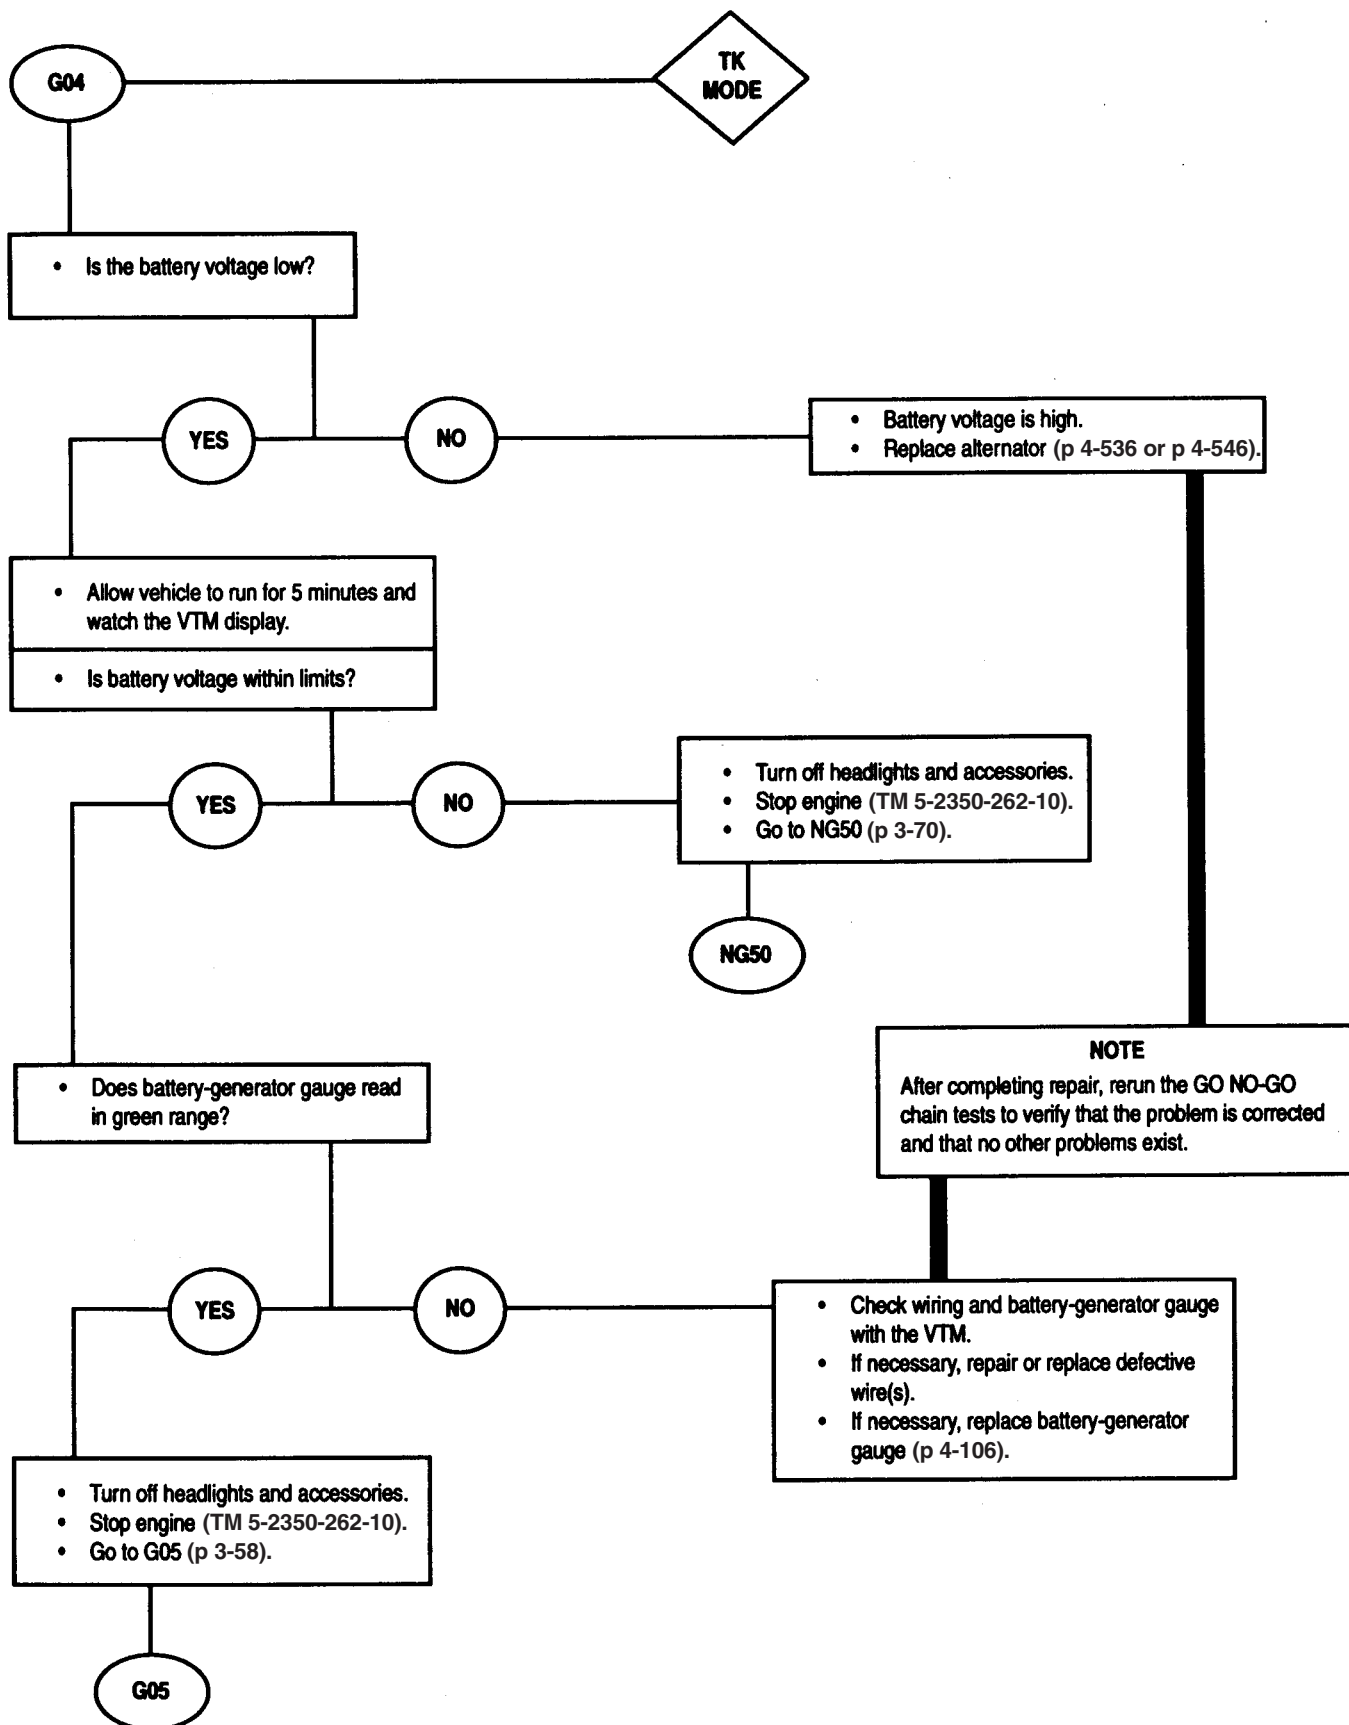 G04
TK
MODE
• Is the battery voltage low?
YES
NO
• Battery voltage is high.
• Replace alternator (p 4-536 or p 4-546).
• Allow vehicle to run for 5 minutes and
watch the VTM display.
• Is battery voltage within limits?
YES
NO
• Turn off headlights and accessories.
• Stop engine (TM 5-2350-262-10).
• Go to NG50 (p 3-70).
NG50
• Does battery-generator gauge read
in green range?
NOTE
After completing repair, rerun the GO NO-GO
chain tests to verify that the problem is corrected
and that no other problems exist.
YES
NO
• Check wiring and battery-generator gauge
with the VTM.
• If necessary, repair or replace defective
wire(s).
• If necessary, replace battery-generator
gauge (p 4-106).
• Turn off headlights and accessories.
• Stop engine (TM 5-2350-262-10).
• Go to G05 (p 3-58).
G05